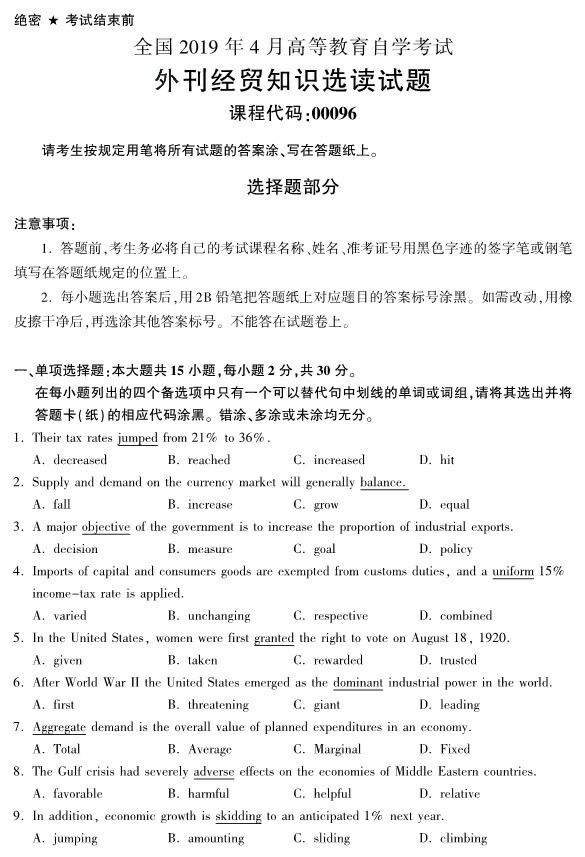 绝密 ★ 考试结束前
全国 2019 年 4 月高等教育自学考试
外刊经贸知识选读试题
课程代码:00096
请考生按规定用笔将所有试题的答案涂、写在答题纸上。
选择题部分
注意事项:
1. 答题前,考生务必将自己的考试课程名称、姓名、准考证号用黑色字迹的签字笔或钢笔
填写在答题纸规定的位置上。
2. 每小题选出答案后,用 2B 铅笔把答题纸上对应题目的答案标号涂黑。如需改动,用橡
皮擦干净后,再选涂其他答案标号。不能答在试题卷上。
一、单项选择题:本大题共 15 小题,每小题 2 分,共 30 分。
在每小题列出的四个备选项中只有一个可以替代句中划线的单词或词组,请将其选出并将
答题卡(纸)的相应代码涂黑。错涂、多涂或未涂均无分。
1. Their tax rates jumped from 21% to 36%.
A. decreased B. reached C. increased D. hit
2. Supply and demand on the currency market will generally balance.
A. fall B. increase C. grow D. equal
3. A major objective of the government is to increase the proportion of industrial exports.
A. decision B. measure C. goal D. policy
4. Imports of capital and consumers goods are exempted from customs duties, and a uniform 15%
income-tax rate is applied.
A. varied B. unchanging C. respective D. combined
5. In the United States, women were first granted the right to vote on August 18, 1920.
A. given B. taken C. rewarded D. trusted
6. After World War II the United States emerged as the dominant industrial power in the world.
A. first B. threatening C. giant D. leading
7. Aggregate demand is the overall value of planned expenditures in an economy.
A. Total B. Average C. Marginal D. Fixed
8. The Gulf crisis had severely adverse effects on the economies of Middle Eastern countries.
A. favorable B. harmful C. helpful D. relative
9. In addition, economic growth is skidding to an anticipated 1% next year.
A. jumping B. amounting C. sliding D. climbing